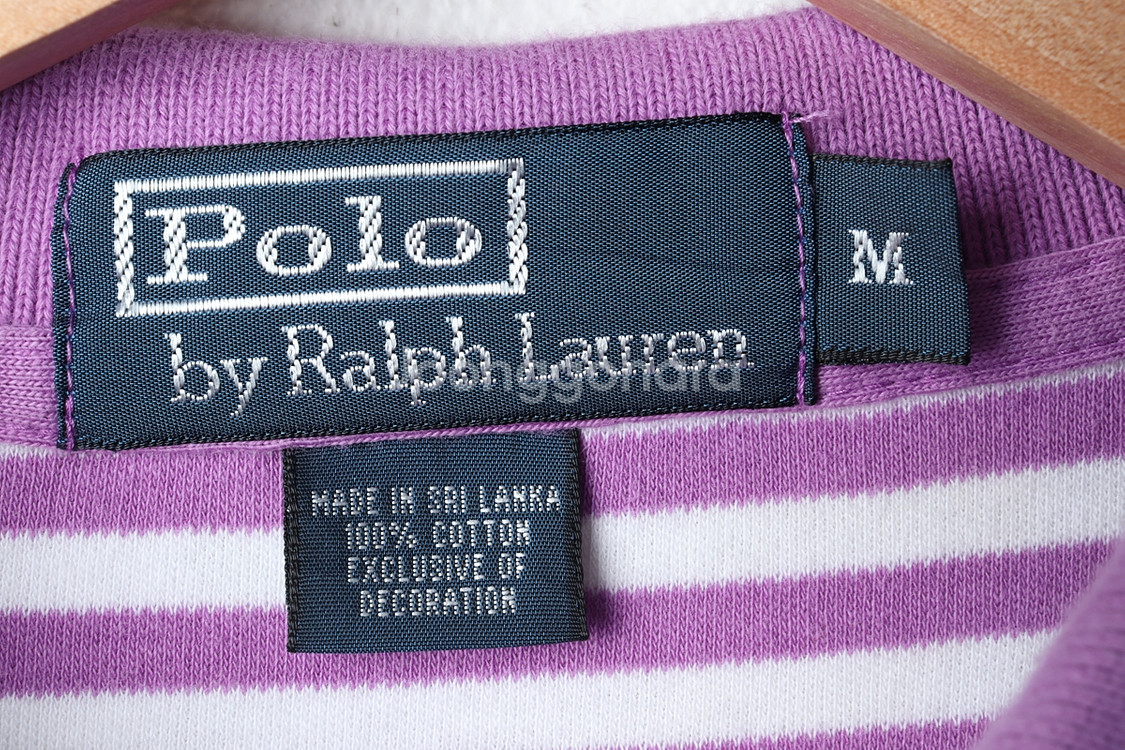 Polo
by Ralph Lauren
M
MADE IN SRI LANKA
100% COTTON
EXCLUSIVE OF
DECORATION